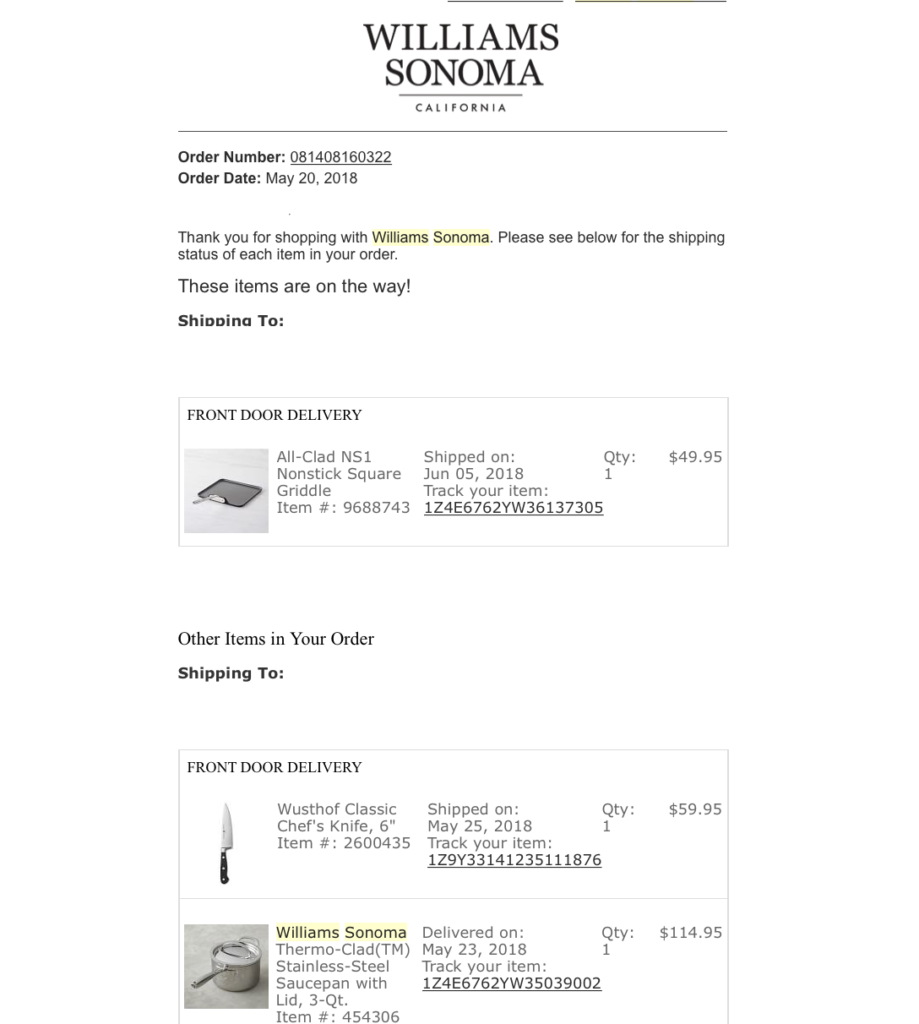 WILLIAMS
SONOMA
CALIFORNIA
Order Number: 081408160322
Order Date: May 20, 2018
Thank you for shopping with Williams Sonoma. Please see below for the shipping
status of each item in your order.
These items are on the way!
Shipping To:
FRONT DOOR DELIVERY
All-Clad NS1 Shipped on: Qty: $49.95
Nonstick Square Jun 05, 2018 1
Griddle Track your item:
Item #: 9688743 1Z4E6762YW36137305
Other Items in Your Order
Shipping To:
FRONT DOOR DELIVERY
Wusthof Classic Shipped on: Qty: $59.95
Chef's Knife, 6" May 25, 2018 1
Item #: 2600435 Track your item:
1Z9Y33141235111876
Williams Sonoma Delivered on: Qty: $114.95
Thermo-Clad(TM) May 23, 2018 1
Stainless-Steel Track your item:
Saucepan with 1Z4E6762YW35039002
Lid, 3-Qt.
Item #: 454306